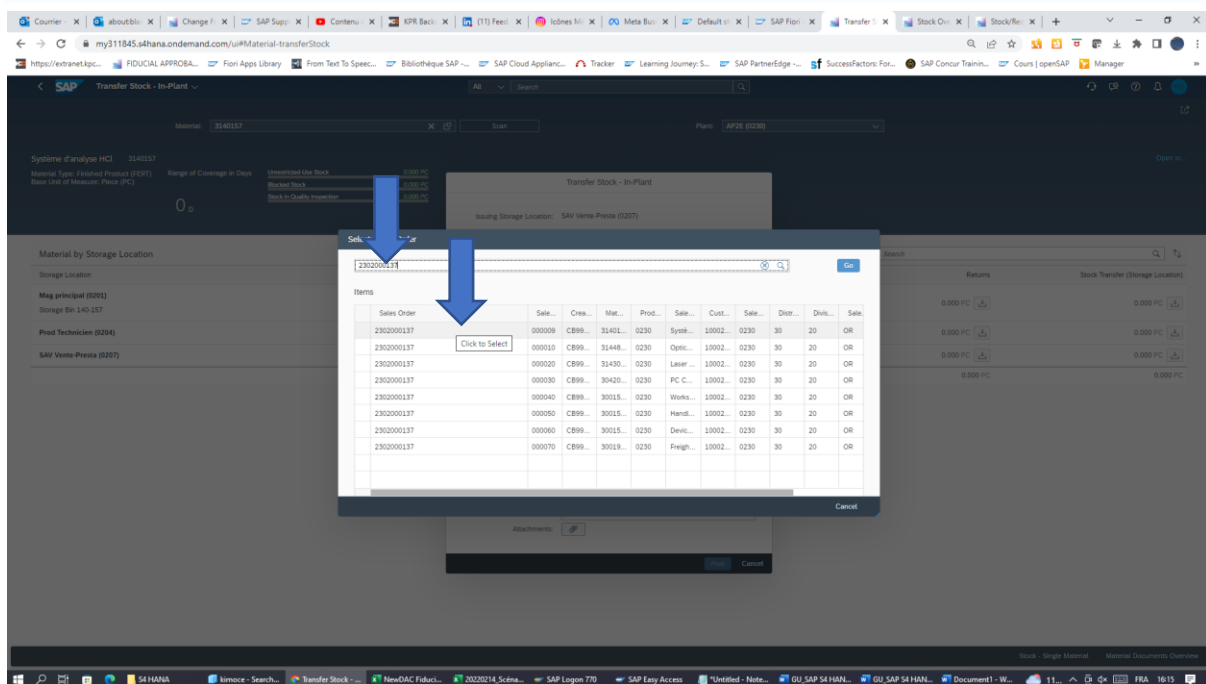 Courrier -
about:blan
Change Fi
SAP Supp
Contenu
KPR Back
(11) Feed
Icônes Mé
Meta Busi
Default st
SAP Fiori
Transfer S
Stock Ove
Stock/Re
my311845.s4hana.ondemand.com/ui#Material-transferStock
https://extranet.kpc...
FIDUCIAL APPROBA...
Fiori Apps Library
From Text To Speec...
Bibliothèque SAP -...
SAP Cloud Applianc...
Tracker
Learning Journey: S...
SAP PartnerEdge -...
SuccessFactors: For...
SAP Concur Trainin...
Cours | openSAP
Manager
SAP Transfer Stock - In-Plant
All Search
Material: 3140157
Scan
Plant: AP2E (0230)
Système d'analyse HCl 3140157
Open in...
Material Type: Finished Product (FERT)
Base Unit of Measure: Piece (PC)
Range of Coverage in Days
0 D
Unrestricted-Use Stock 0.000 PC
Blocked Stock 0.000 PC
Stock in Quality Inspection 0.000 PC
Transfer Stock - In-Plant
Issuing Storage Location: SAV Vente-Presta (0207)
2302000137
Go
Items
Sales Order Sale... Crea... Mat... Prod... Sale... Cust... Sale... Distr... Divis... Sale.
2302000137 000009 CB99... 31401... 0230 Systè... 10002... 0230 30 20 OR
2302000137 000010 CB99... 31448... 0230 Optic... 10002... 0230 30 20 OR
2302000137 000020 CB99... 31430... 0230 Laser ... 10002... 0230 30 20 OR
2302000137 000030 CB99... 30420... 0230 PC C... 10002... 0230 30 20 OR
2302000137 000040 CB99... 30015... 0230 Works... 10002... 0230 30 20 OR
2302000137 000050 CB99... 30015... 0230 Handl... 10002... 0230 30 20 OR
2302000137 000060 CB99... 30015... 0230 Devic... 10002... 0230 30 20 OR
2302000137 000070 CB99... 30019... 0230 Freigh... 10002... 0230 30 20 OR
Click to Select
Cancel
Material by Storage Location
Search
Storage Location
Returns
Stock Transfer (Storage Location)
Mag principal (0201)
Storage Bin 140-157
0.000 PC
0.000 PC
Prod Technicien (0204)
0.000 PC
0.000 PC
SAV Vente-Presta (0207)
0.000 PC
0.000 PC
0.000 PC
0.000 PC
Attachments:
Post Cancel
Stock - Single Material
Material Documents Overview
S4 HANA
kimoce - Search...
Transfer Stock - ...
NewDAC Fiduci...
20220214_Scéna...
SAP Logon 770
SAP Easy Access
*Untitled - Note...
GU_SAP S4 HAN...
GU_SAP S4 HAN...
Document1 - W...
11...
FRA
16:15